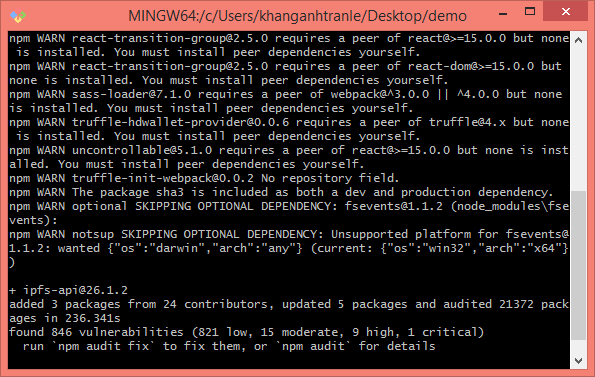 MINGW64:/c/Users/khanganhtranle/Desktop/demo
npm WARN react-transition-group@2.5.0 requires a peer of react@>=15.0.0 but none
 is installed. You must install peer dependencies yourself.
npm WARN react-transition-group@2.5.0 requires a peer of react-dom@>=15.0.0 but
none is installed. You must install peer dependencies yourself.
npm WARN sass-loader@7.1.0 requires a peer of webpack@^3.0.0 || ^4.0.0 but none
is installed. You must install peer dependencies yourself.
npm WARN truffle-hdwallet-provider@0.0.6 requires a peer of truffle@4.x but none
 is installed. You must install peer dependencies yourself.
npm WARN uncontrollable@5.1.0 requires a peer of react@>=15.0.0 but none is inst
alled. You must install peer dependencies yourself.
npm WARN truffle-init-webpack@0.0.2 No repository field.
npm WARN The package sha3 is included as both a dev and production dependency.
npm WARN optional SKIPPING OPTIONAL DEPENDENCY: fsevents@1.1.2 (node_modules\fse
vents):
npm WARN notsup SKIPPING OPTIONAL DEPENDENCY: Unsupported platform for fsevents@
1.1.2: wanted {"os":"darwin","arch":"any"} (current: {"os":"win32","arch":"x64"}
)
+ ipfs-api@26.1.2
added 3 packages from 24 contributors, updated 5 packages and audited 21372 pack
ages in 236.341s
found 846 vulnerabilities (821 low, 15 moderate, 9 high, 1 critical)
  run `npm audit fix` to fix them, or `npm audit` for details